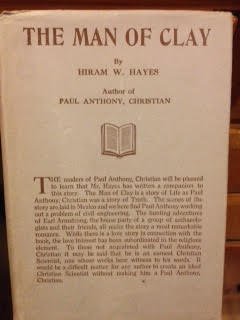 THE MAN OF CLAY
By
HIRAM W. HAYES
Author of
PAUL ANTHONY, CHRISTIAN
THE readers of Paul Anthony, Christian will be pleased
to learn that Mr. Hayes has written a companion to
this story. The Man of Clay is a story of Life as Paul
Anthony, Christian was a story of Truth. The scenes of the
story are laid in Mexico and we here find Paul Anthony working
out a problem of civil engineering. The hunting adventures
of Earl Armstrong, the house party of a group of archaeologists
and their friends, all make the story a most remarkable
romance. While there is a love story in connection with the
book, the love interest has been subordinated to the religious
element. To those not acquainted with Paul Anthony,
Christian it may be said that he is an earnest Christian
Scientist, one whose works bear witness to his words. It
would be a difficult matter for any author to create an ideal
Christian Scientist without making him a Paul Anthony,
Christian.